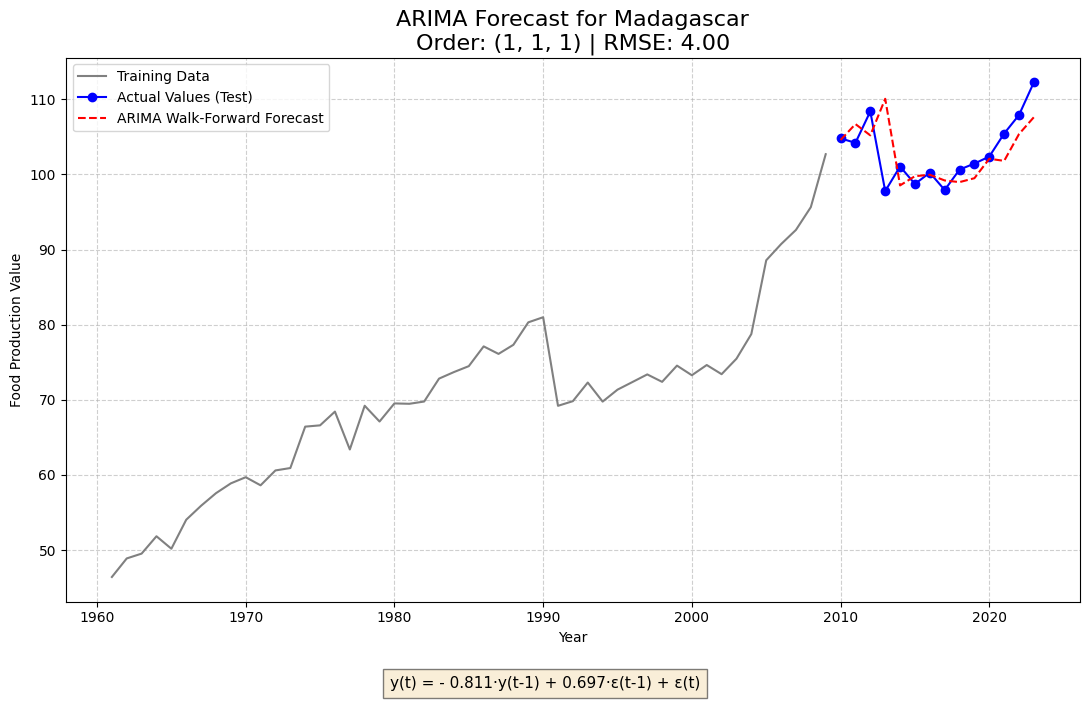 ARIMA Forecast for Madagascar
Order: (1, 1, 1) | RMSE: 4.00
Training Data
Actual Values (Test)
ARIMA Walk-Forward Forecast
Food Production Value
110
100
90
80
70
60
50
1960
1970
1980
1990
2000
2010
2020
Year
y(t) = - 0.811·y(t-1) + 0.697·ε(t-1) + ε(t)